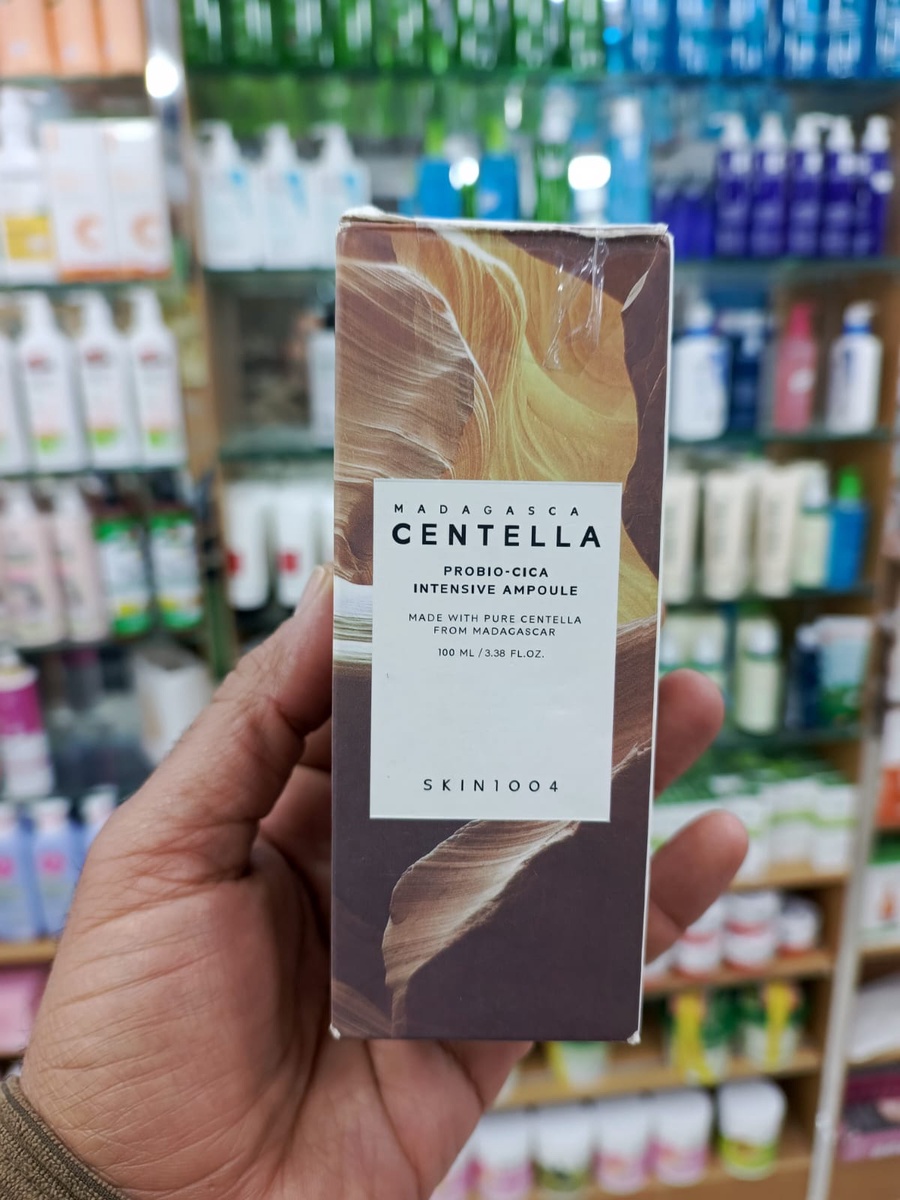 MADAGASCA
CENTELLA
PROBIO-CICA
INTENSIVE AMPOULE
MADE WITH PURE CENTELLA
FROM MADAGASCAR
100 ML / 3.38 FL.OZ.
SKIN1004